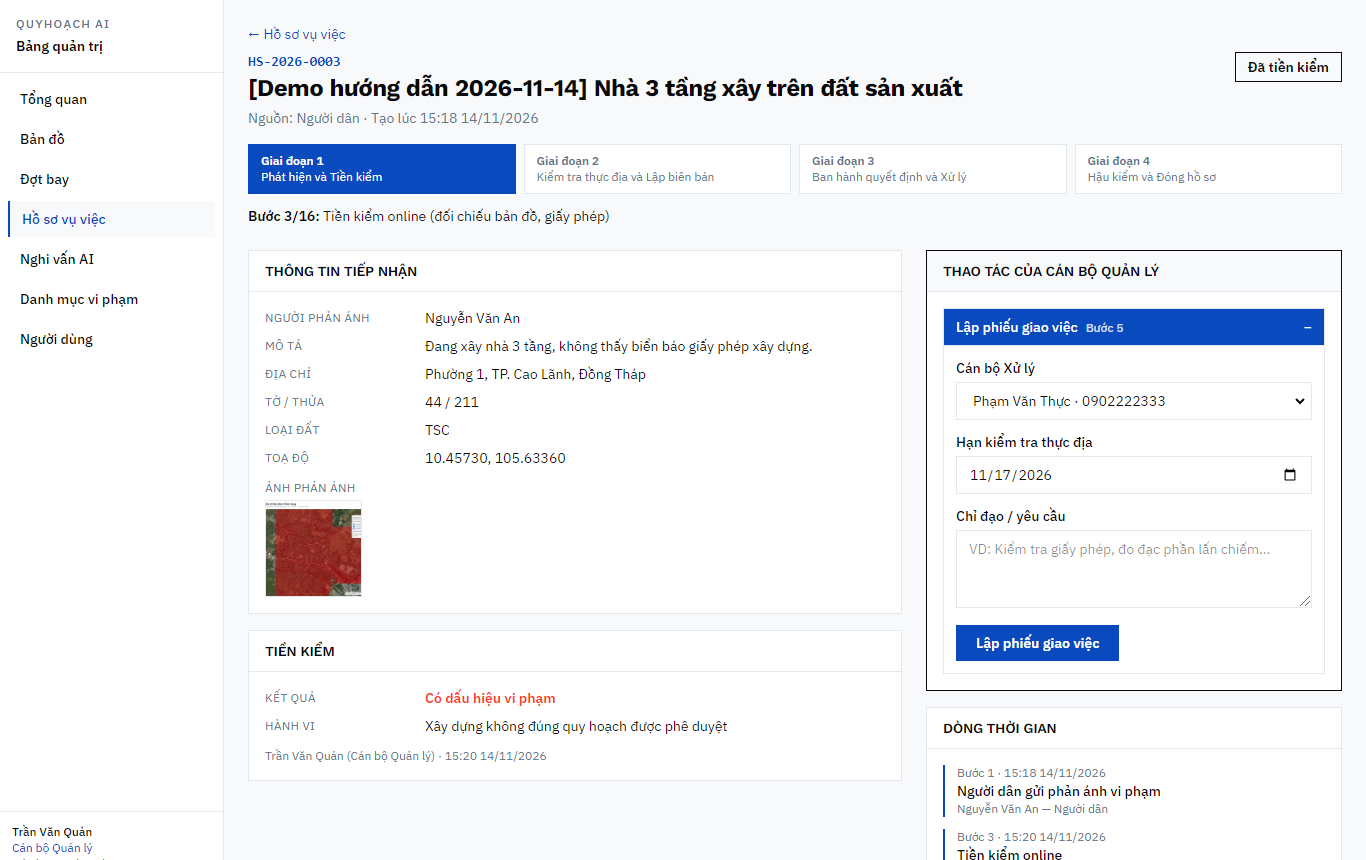 QUYHOẠCH AI
Bảng quản trị
Tổng quan
Bản đồ
Đợt bay
Hồ sơ vụ việc
Nghi vấn AI
Danh mục vi phạm
Người dùng
Trần Văn Quản
Cán bộ Quản lý
← Hồ sơ vụ việc
HS-2026-0003
[Demo hướng dẫn 2026-11-14] Nhà 3 tầng xây trên đất sản xuất
Nguồn: Người dân · Tạo lúc 15:18 14/11/2026
Đã tiền kiểm
Giai đoạn 1
Phát hiện và Tiền kiểm
Giai đoạn 2
Kiểm tra thực địa và Lập biên bản
Giai đoạn 3
Ban hành quyết định và Xử lý
Giai đoạn 4
Hậu kiểm và Đóng hồ sơ
Bước 3/16: Tiền kiểm online (đối chiếu bản đồ, giấy phép)
THÔNG TIN TIẾP NHẬN
NGƯỜI PHẢN ÁNH Nguyễn Văn An
MÔ TẢ Đang xây nhà 3 tầng, không thấy biển báo giấy phép xây dựng.
ĐỊA CHỈ Phường 1, TP. Cao Lãnh, Đồng Tháp
TỜ / THỬA 44 / 211
LOẠI ĐẤT TSC
TOẠ ĐỘ 10.45730, 105.63360
ẢNH PHẢN ÁNH
TIỀN KIỂM
KẾT QUẢ Có dấu hiệu vi phạm
HÀNH VI Xây dựng không đúng quy hoạch được phê duyệt
Trần Văn Quản (Cán bộ Quản lý) · 15:20 14/11/2026
THAO TÁC CỦA CÁN BỘ QUẢN LÝ
Lập phiếu giao việc Bước 5 −
Cán bộ Xử lý
Phạm Văn Thực · 0902222333
Hạn kiểm tra thực địa
11/17/2026
Chỉ đạo / yêu cầu
VD: Kiểm tra giấy phép, đo đạc phần lấn chiếm...
Lập phiếu giao việc
DÒNG THỜI GIAN
Bước 1 · 15:18 14/11/2026
Người dân gửi phản ánh vi phạm
Nguyễn Văn An — Người dân
Bước 3 · 15:20 14/11/2026
Tiền kiểm online